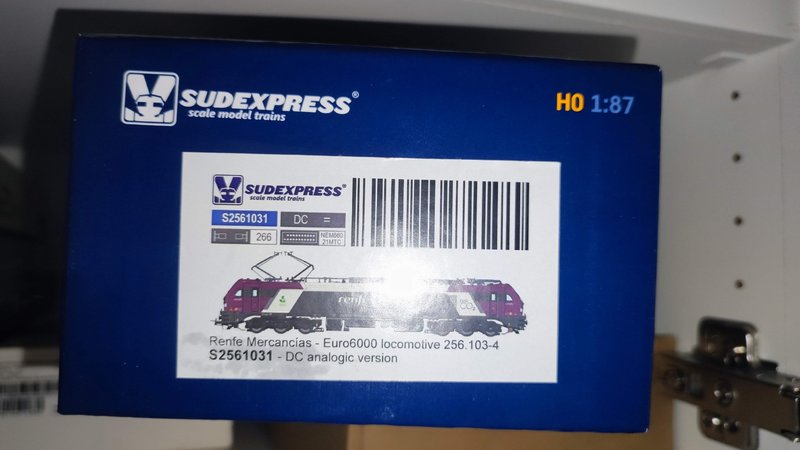 SUDEXPRESS®
scale model trains
H0 1:87
SUDEXPRESS®
scale model trains
S2561031 DC =
266 NEM660
21MTC
renfe
Renfe Mercancías - Euro6000 locomotive 256.103-4
S2561031 - DC analogic version